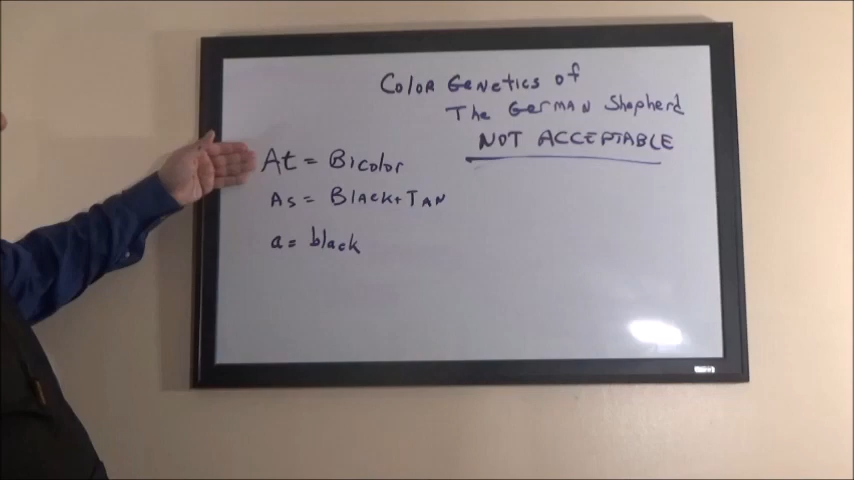 Color Genetics of
The German Shepherd
NOT ACCEPTABLE
At = Bicolor
As = Black+Tan
a = black